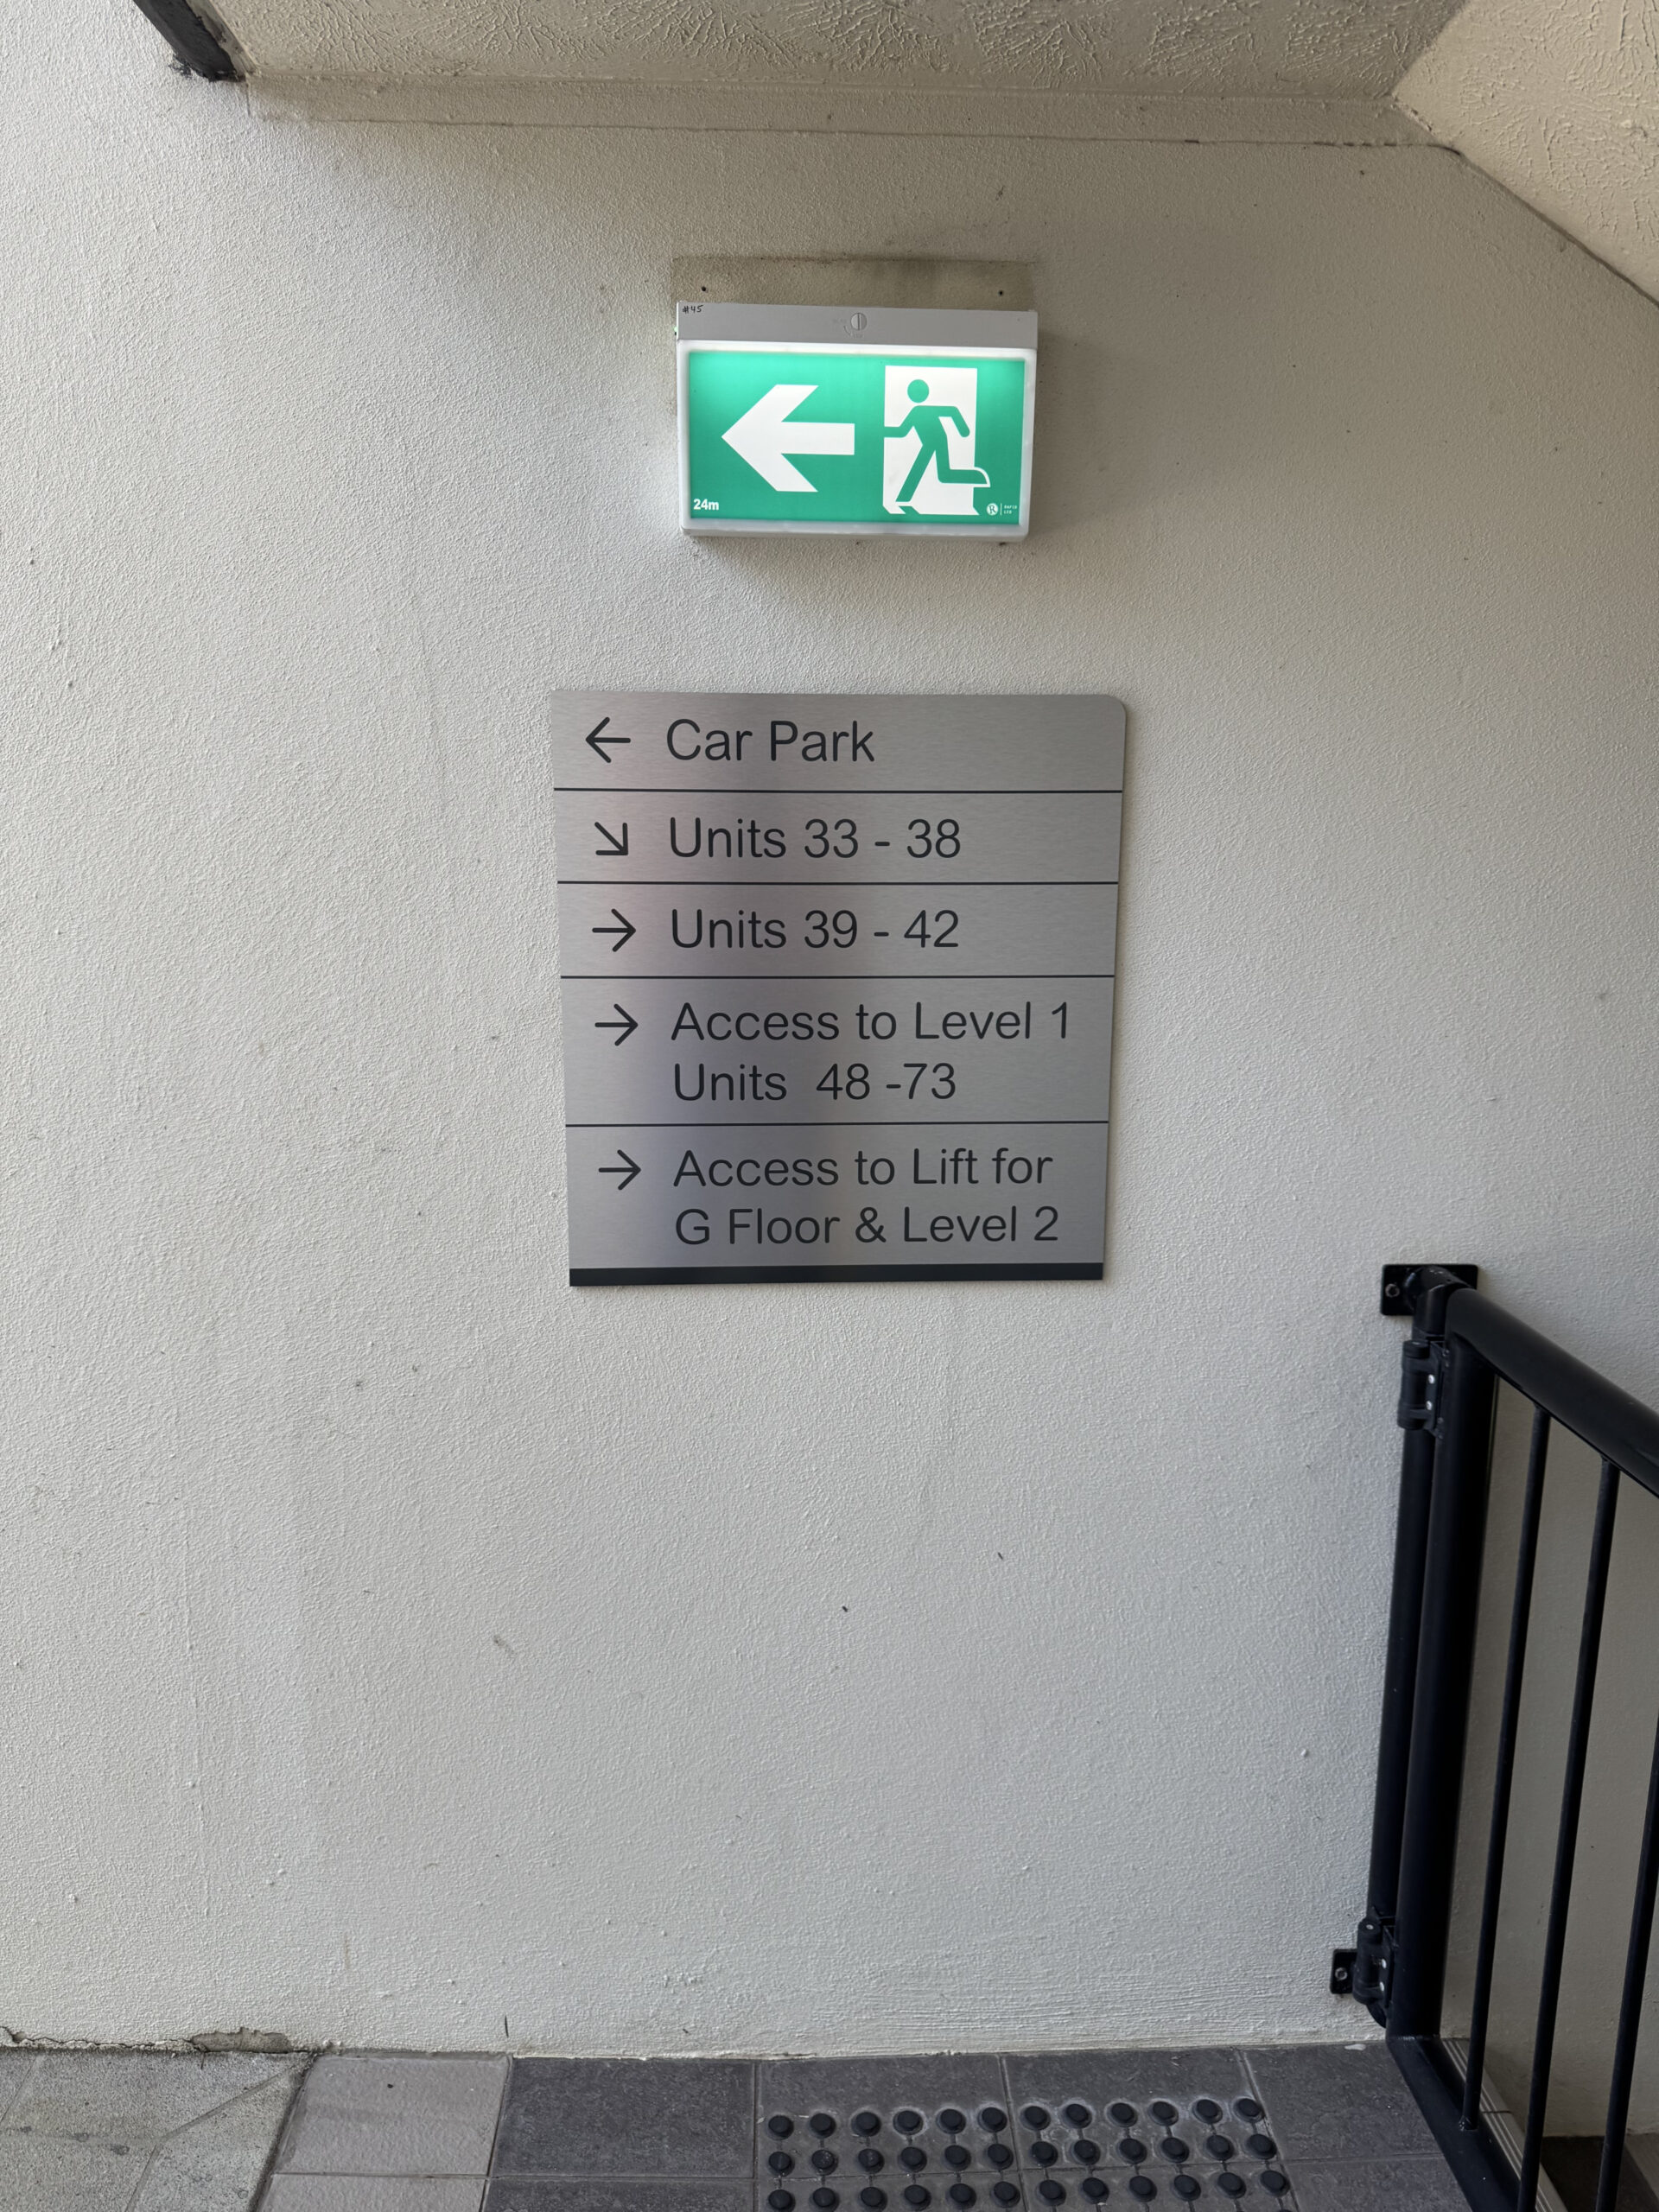 #45
24m
← Car Park
↘ Units 33 - 38
→ Units 39 - 42
→ Access to Level 1
Units 48 -73
→ Access to Lift for
G Floor & Level 2